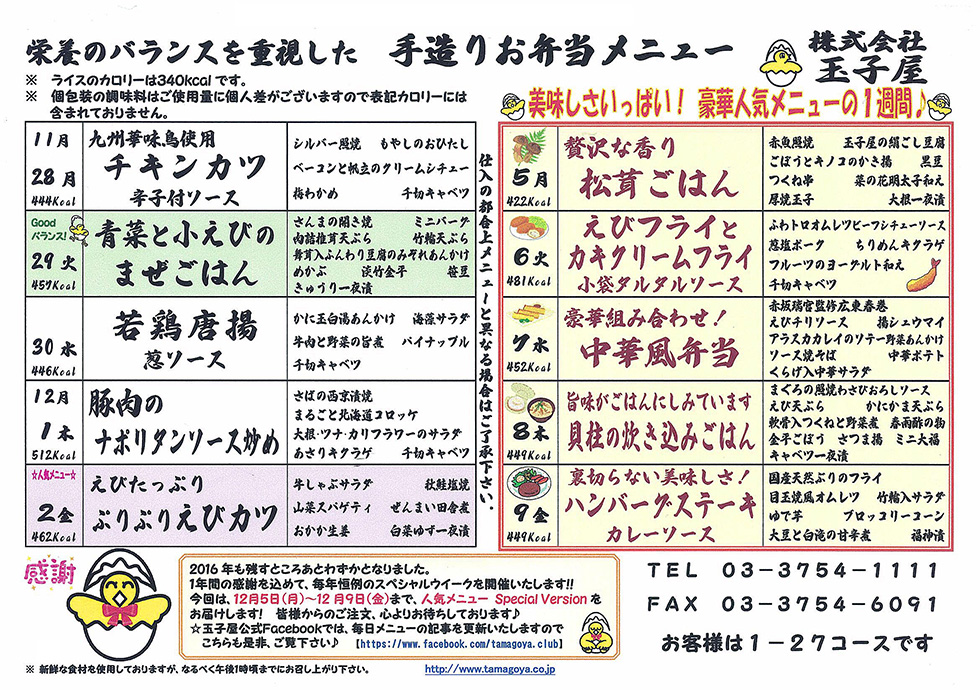 栄養のバランスを重視した 手造りお弁当メニュー
株式会社
玉子屋
※ ライスのカロリーは340kcalです。
※ 個包装の調味料はご使用量に個人差がございますので表記カロリーには
含まれておりません。
美味しさいっぱい！ 豪華人気メニューの1週間♪
11月
28月
444Kcal
九州華味鳥使用
チキンカツ
辛子付ソース
シルバー照焼 もやしのおひたし
ベーコンと帆立のクリームシチュー
梅わかめ 千切キャベツ
Good
バランス!
29火
457Kcal
青菜と小えびの
まぜごはん
さんまの開き焼 ミニバーグ
肉詰椎茸天ぷら 竹輪天ぷら
舞茸入ふんわり豆腐のみぞれあんかけ
めかぶ 淡竹金平 笹豆
きゅうり一夜漬
30水
446Kcal
若鶏唐揚
葱ソース
かに玉白湯あんかけ 海藻サラダ
牛肉と野菜の旨煮 パイナップル
千切キャベツ
12月
1木
512Kcal
豚肉の
ナポリタンソース炒め
さばの西京漬焼
まるごと北海道コロッケ
大根・ツナ・カリフラワーのサラダ
あさりキクラゲ 千切キャベツ
☆人気メニュー☆
2金
462Kcal
えびたっぷり
ぷりぷりえびカツ
牛しゃぶサラダ 秋鮭塩焼
山菜スパゲティ ぜんまい田舎煮
おかか生姜 白菜ゆず一夜漬
仕入の都合上メニューと異なる場合はご了承下さい.
5月
422Kcal
贅沢な香り
松茸ごはん
赤魚照焼 玉子屋の絹ごし豆腐
ごぼうとキノコのかき揚 黒豆
つくね串 菜の花明太子和え
厚焼玉子 大根一夜漬
6火
481Kcal
えびフライと
カキクリームフライ
小袋タルタルソース
ふわトロオムレツビーフシチューソース
葱塩ポーク ちりめんキクラゲ
フルーツのヨーグルト和え
千切キャベツ
7水
452Kcal
豪華組み合わせ！
中華風弁当
赤坂璃宮監修広東春巻
えびチリソース 揚シュウマイ
アラスカカレイのソテー野菜あんかけ
ソース焼そば 中華ポテト
くらげ入中華サラダ
8木
449Kcal
旨味がごはんにしみています
貝柱の炊き込みごはん
まぐろの照焼わさびおろしソース
えび天ぷら かにかま天ぷら
軟骨入つくねと野菜煮 春雨酢の物
金平ごぼう さつま揚 ミニ大福
キャベツ一夜漬
9金
449Kcal
裏切らない美味しさ！
ハンバーグステーキ
カレーソース
国産天然ぶりのフライ
目玉焼風オムレツ 竹輪入サラダ
ゆで芋 ブロッコリーコーン
大豆と白滝の甘辛煮 福神漬
感謝
2016年も残すところあとわずかとなりました。
1年間の感謝を込めて、毎年恒例のスペシャルウイークを開催いたします!!
今回は、12月5日(月)～12月9日(金)まで、人気メニュー Special Version を
お届けします! 皆様からのご注文、心よりお待ちしております♪
☆玉子屋公式Facebookでは、毎日メニューの記事を更新いたしますので
こちらも是非、ご覧下さい♪ 【https://www.facebook.com/tamagoya.club】
TEL 03-3754-1111
FAX 03-3754-6091
お客様は1-27コースです
※ 新鮮な食材を使用しておりますが、なるべく午後1時頃までにお召し上がり下さい。
http://www.tamagoya.co.jp